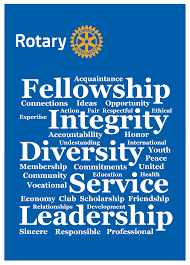 Rotary
Acquaintance
Fellowship
Connections Ideas Opportunity
Action Fair Respectful Ethical
Expertise
Integrity
Accountability Honor
Undestanding International
Diversity Youth
Peace
Membership Commitments United
Community Education Health
Vocational Service
Economy Club Scholarship Friendship
Relationships Development
Leadership
Sincere Responsible Professional